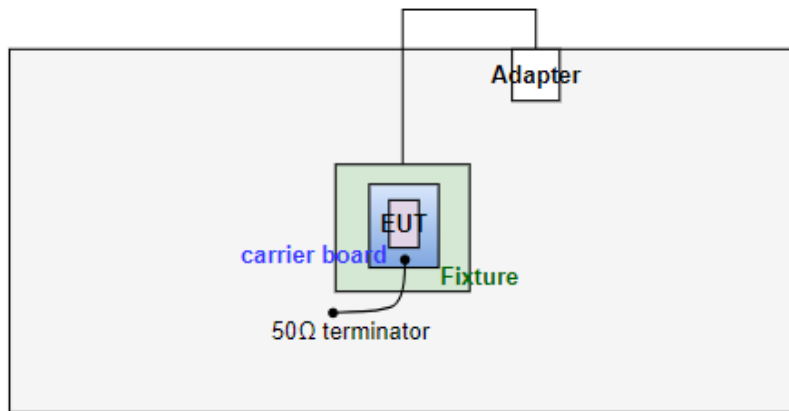 Adapter
EUT
carrier board
Fixture
50Ω terminator